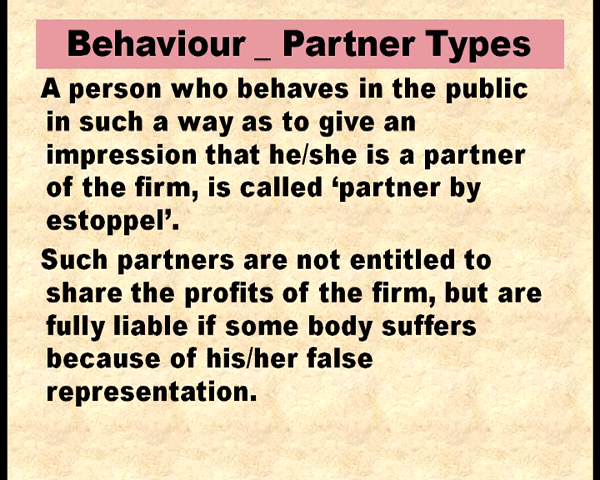 Behaviour _ Partner Types
A person who behaves in the public
in such a way as to give an
impression that he/she is a partner
of the firm, is called ‘partner by
estoppel’.
Such partners are not entitled to
share the profits of the firm, but are
fully liable if some body suffers
because of his/her false
representation.